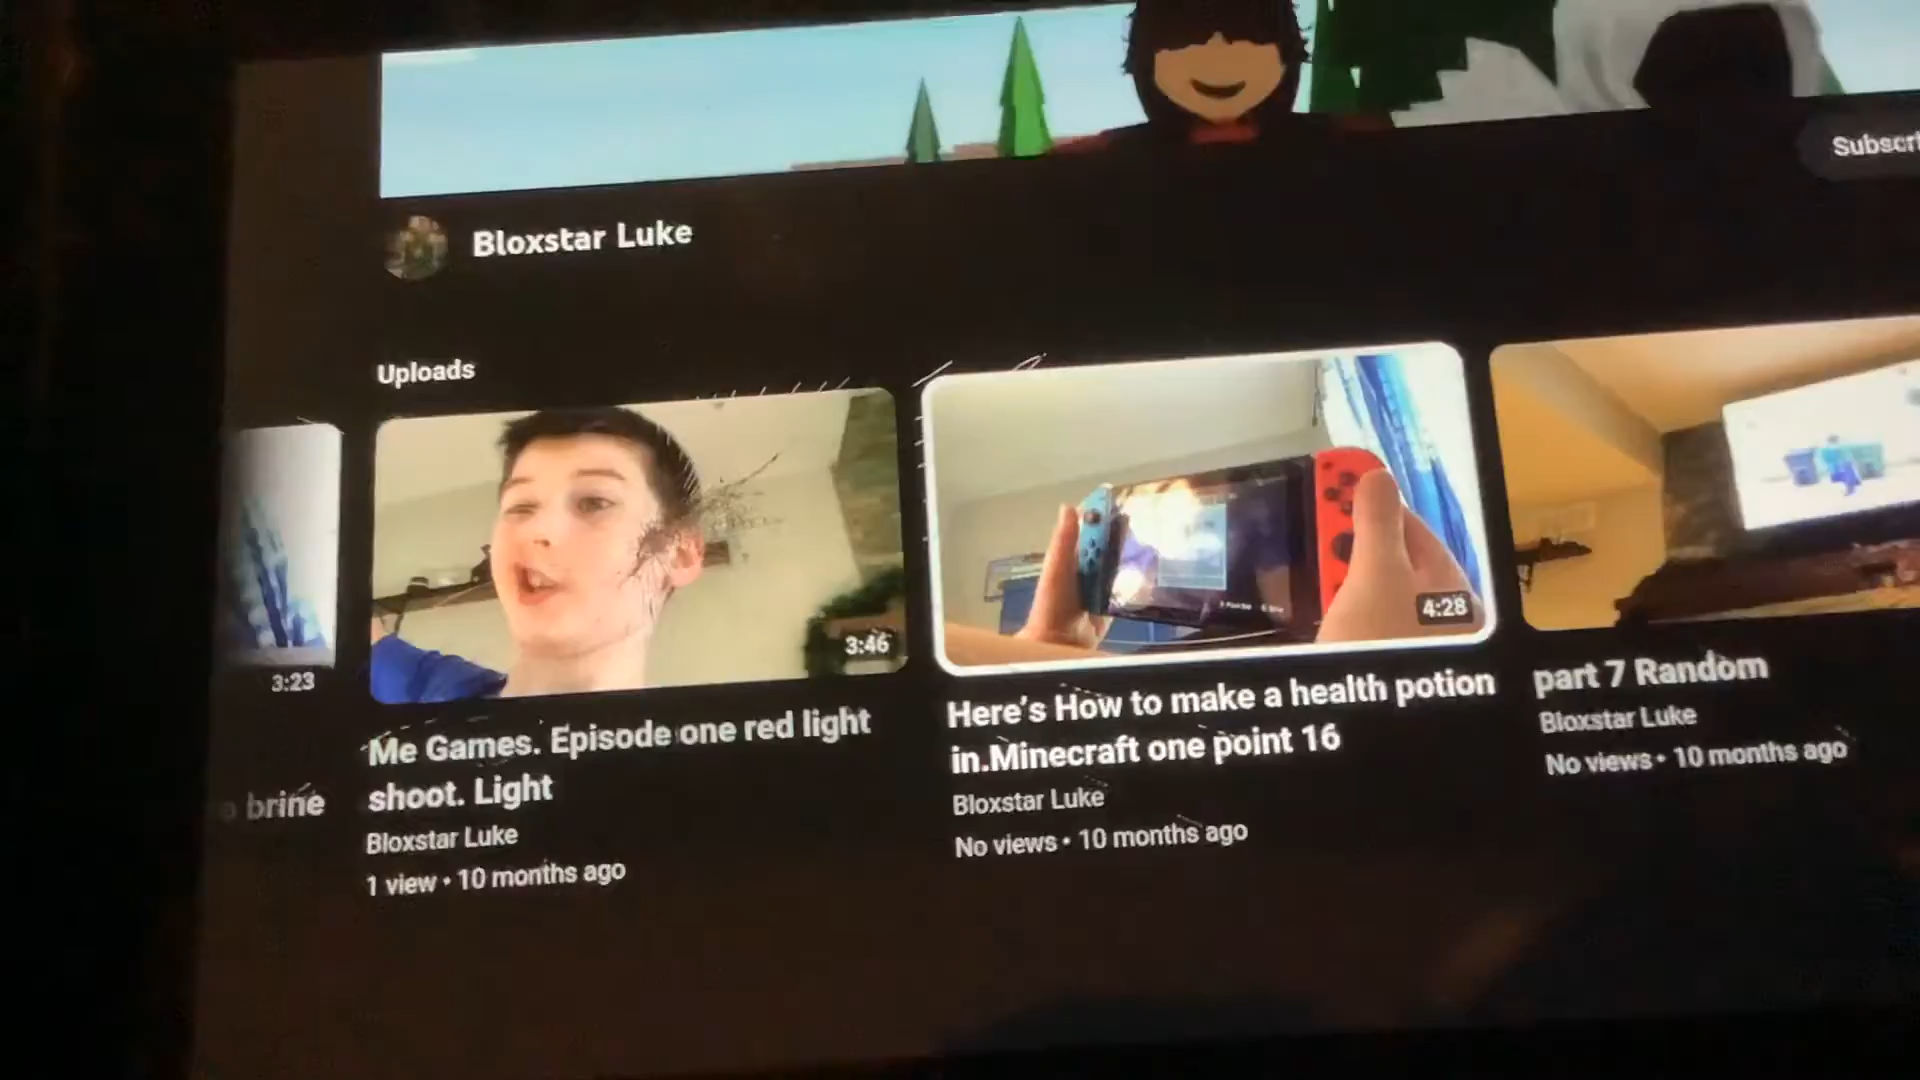 Subscri
Bloxstar Luke
Uploads
3:23
3:46
4:28
brine
Me Games. Episode one red light
shoot. Light
Bloxstar Luke
1 view • 10 months ago
Here's How to make a health potion
in.Minecraft one point 16
Bloxstar Luke
No views • 10 months ago
part 7 Random
Bloxstar Luke
No views • 10 months ago